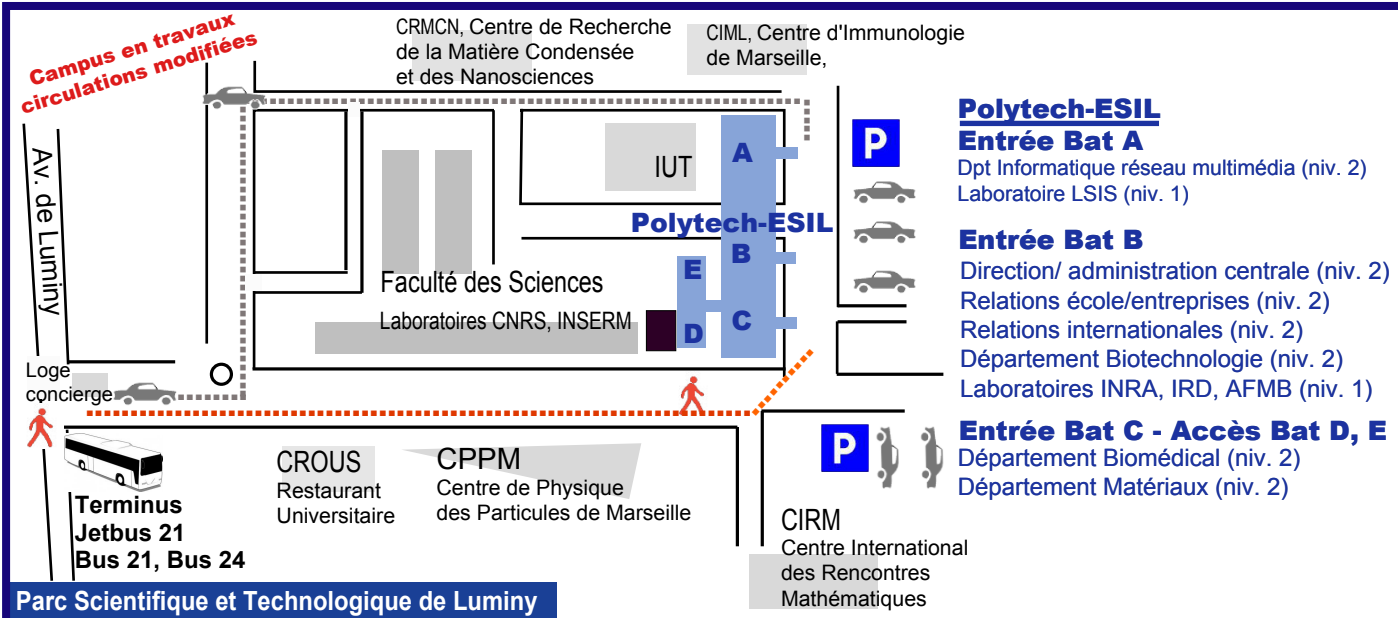 Campus en travaux
circulations modifiées
CRMCN, Centre de Recherche
de la Matière Condensée
et des Nanosciences
CIML, Centre d'Immunologie
de Marseille,
Av. de Luminy
IUT
A
Polytech-ESIL
B
E
Faculté des Sciences
Laboratoires CNRS, INSERM
D
C
P
Polytech-ESIL
Entrée Bat A
Dpt Informatique réseau multimédia (niv. 2)
Laboratoire LSIS (niv. 1)
Entrée Bat B
Direction/ administration centrale (niv. 2)
Relations école/entreprises (niv. 2)
Relations internationales (niv. 2)
Département Biotechnologie (niv. 2)
Laboratoires INRA, IRD, AFMB (niv. 1)
Entrée Bat C - Accès Bat D, E
Département Biomédical (niv. 2)
Département Matériaux (niv. 2)
Loge
concierge
P
Terminus
Jetbus 21
Bus 21, Bus 24
CROUS
Restaurant
Universitaire
CPPM
Centre de Physique
des Particules de Marseille
CIRM
Centre International
des Rencontres
Mathématiques
Parc Scientifique et Technologique de Luminy